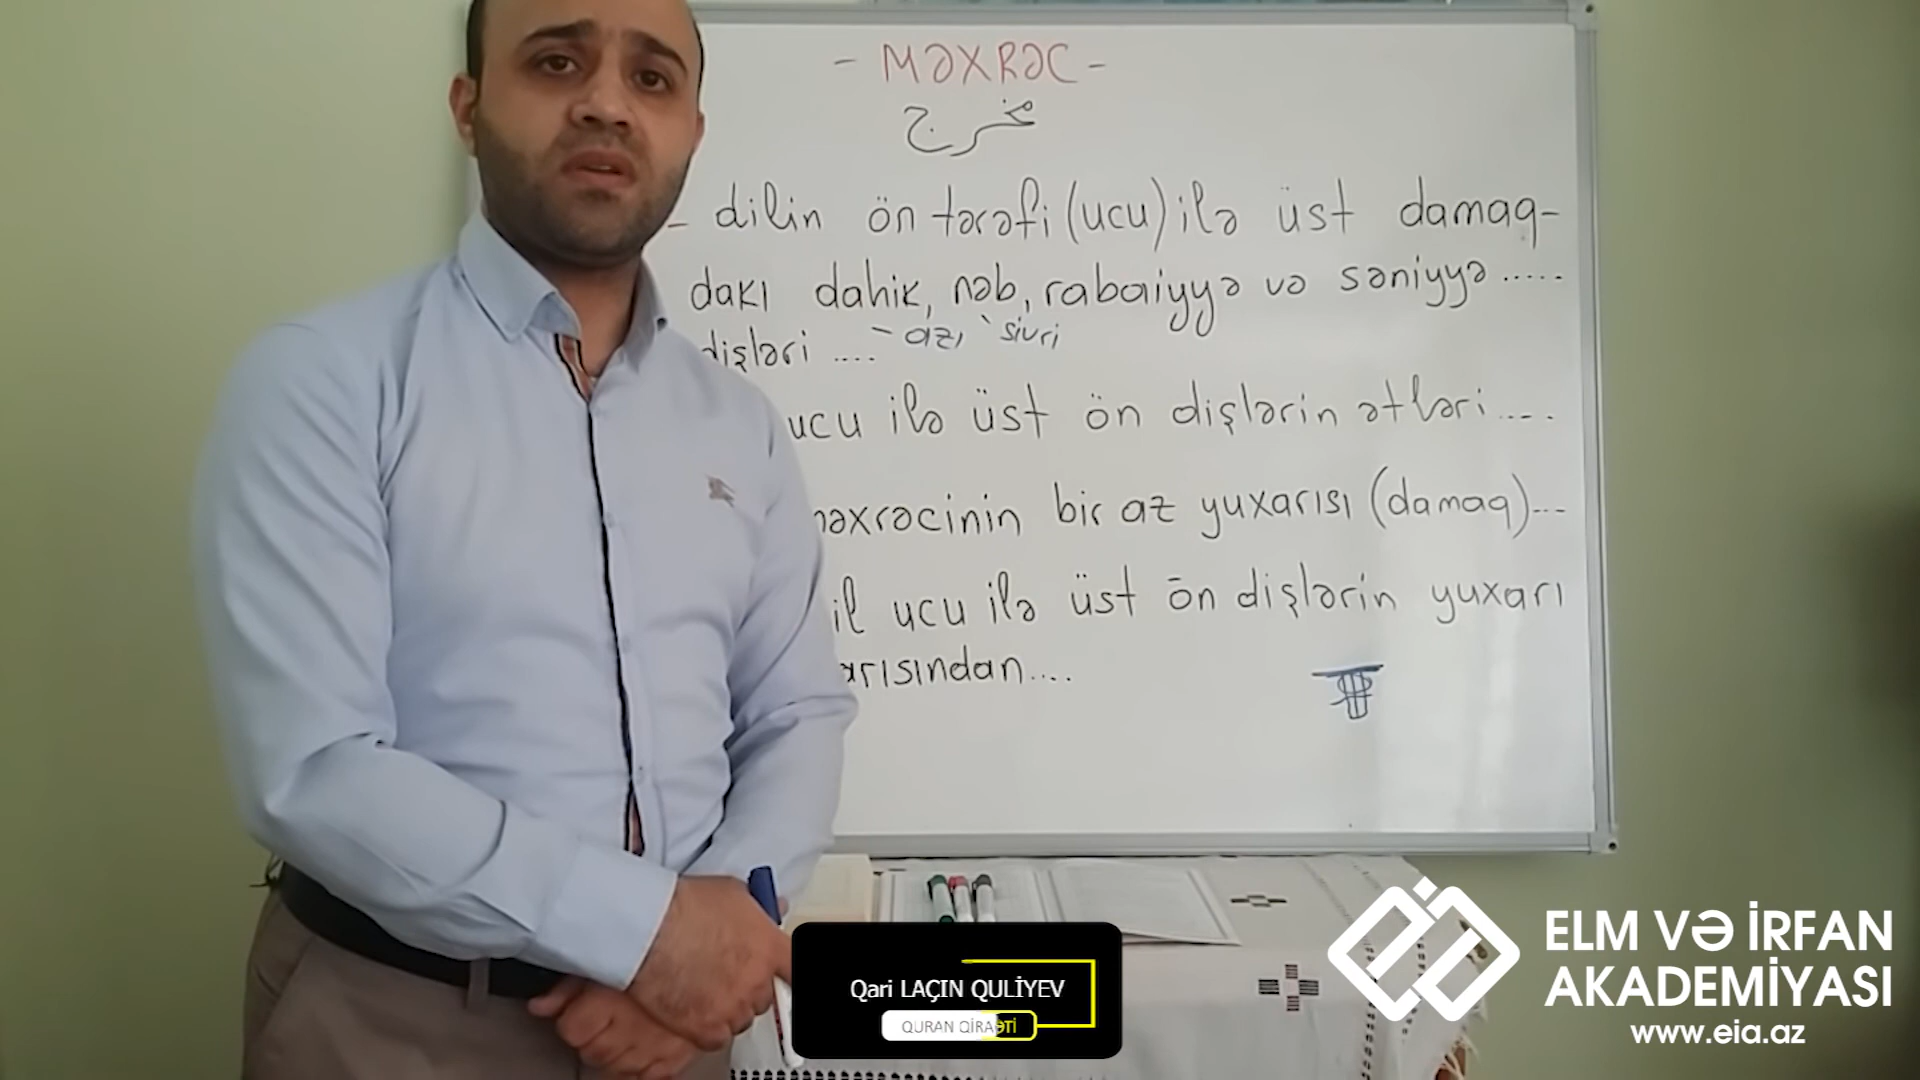 - MƏXRƏC -
مخرج
- dilin ön tərəfi (ucu) ilə üst damaq-
dakı dahik, nəb, rabaiyyə və səniyyə .....
dişləri .... - azı ` sivri
ucu ilə üst ön dişlərin ətləri ....
məxrəcinin bir az yuxarısı (damaq) ...
il ucu ilə üst ön dişlərin yuxarı
arısından ....
Qari LAÇIN QULİYEV
QURAN QİRAƏTİ
ELM VƏ İRFAN
AKADEMİYASI
www.eia.az